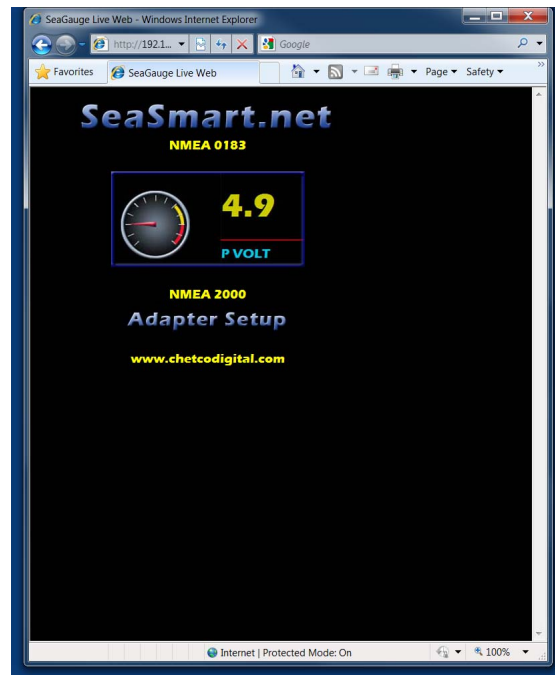 SeaGauge Live Web - Windows Internet Explorer
http://192.1...
Google
Favorites
SeaGauge Live Web
Page
Safety
»
SeaSmart.net
NMEA 0183
4.9
P VOLT
NMEA 2000
Adapter Setup
www.chetcodigital.com
Internet | Protected Mode: On
100%